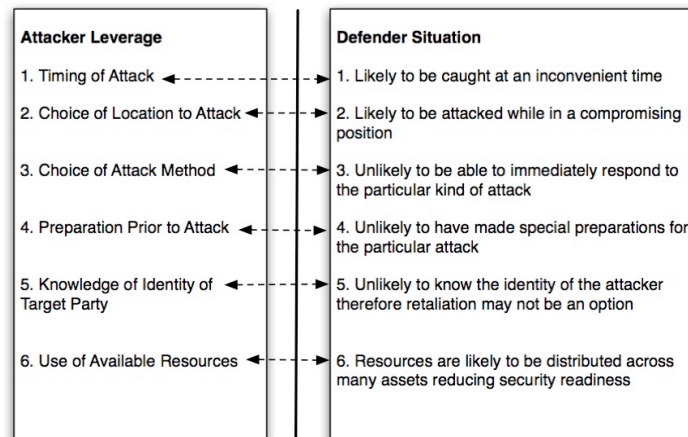 Attacker Leverage
1. Timing of Attack
2. Choice of Location to Attack
3. Choice of Attack Method
4. Preparation Prior to Attack
5. Knowledge of Identity of
Target Party
6. Use of Available Resources
Defender Situation
1. Likely to be caught at an inconvenient time
2. Likely to be attacked while in a compromising
position
3. Unlikely to be able to immediately respond to
the particular kind of attack
4. Unlikely to have made special preparations for
the particular attack
5. Unlikely to know the identity of the attacker
therefore retaliation may not be an option
6. Resources are likely to be distributed across
many assets reducing security readiness